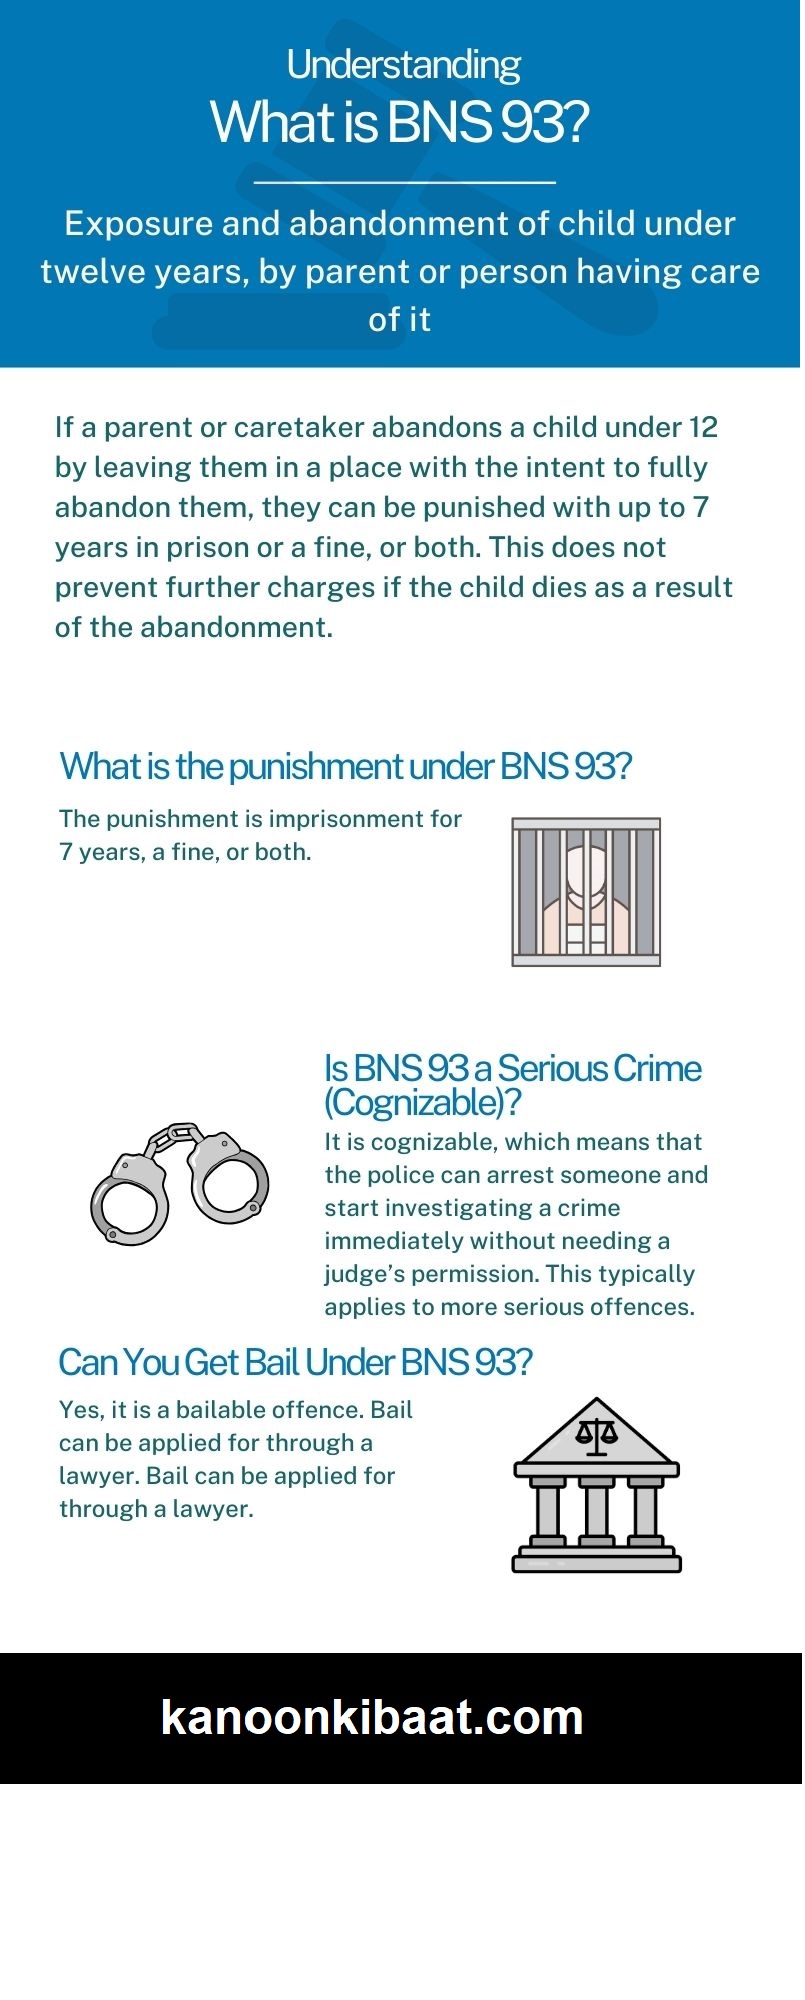 Understanding
What is BNS 93?
Exposure and abandonment of child under
twelve years, by parent or person having care
of it
If a parent or caretaker abandons a child under 12
by leaving them in a place with the intent to fully
abandon them, they can be punished with up to 7
years in prison or a fine, or both. This does not
prevent further charges if the child dies as a result
of the abandonment.
What is the punishment under BNS 93?
The punishment is imprisonment for
7 years, a fine, or both.
Is BNS 93 a Serious Crime
(Cognizable)?
It is cognizable, which means that
the police can arrest someone and
start investigating a crime
immediately without needing a
judge’s permission. This typically
applies to more serious offences.
Can You Get Bail Under BNS 93?
Yes, it is a bailable offence. Bail
can be applied for through a
lawyer. Bail can be applied for
through a lawyer.
kanoonkibaat.com